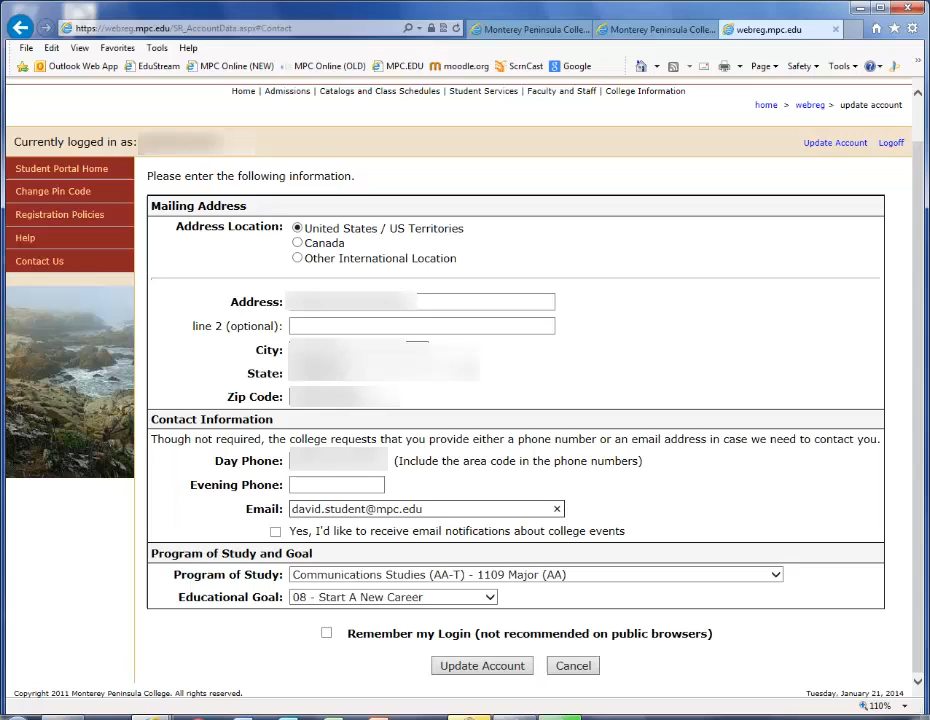 https://webreg.mpc.edu/SR_AccountData.aspx#Contact
Monterey Peninsula Colle...
Monterey Peninsula Colle...
webreg.mpc.edu
File Edit View Favorites Tools Help
Outlook Web App EduStream MPC Online (NEW) MPC Online (OLD) MPC.EDU moodle.org ScrnCast Google Page Safety Tools
Home | Admissions | Catalogs and Class Schedules | Student Services | Faculty and Staff | College Information
home > webreg > update account
Currently logged in as:
Update Account Logoff
Student Portal Home
Change Pin Code
Registration Policies
Help
Contact Us
Please enter the following information.
Mailing Address
Address Location: United States / US Territories
Canada
Other International Location
Address:
line 2 (optional):
City:
State:
Zip Code:
Contact Information
Though not required, the college requests that you provide either a phone number or an email address in case we need to contact you.
Day Phone: (Include the area code in the phone numbers)
Evening Phone:
Email: david.student@mpc.edu
Yes, I'd like to receive email notifications about college events
Program of Study and Goal
Program of Study: Communications Studies (AA-T) - 1109 Major (AA)
Educational Goal: 08 - Start A New Career
Remember my Login (not recommended on public browsers)
Update Account Cancel
Copyright 2011 Monterey Peninsula College. All rights reserved.
Tuesday, January 21, 2014
110%